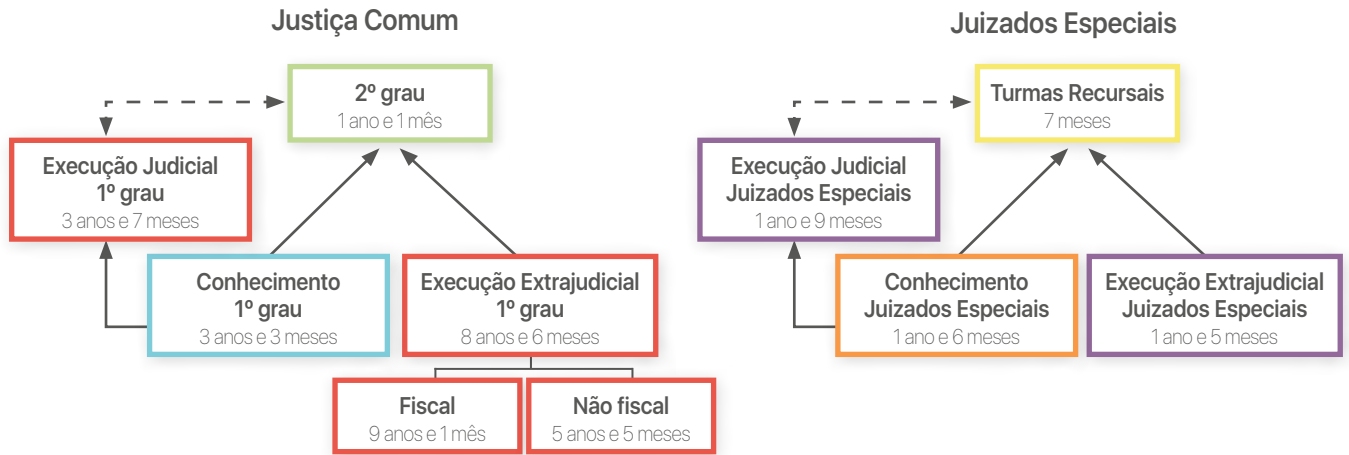 Justiça Comum
2º grau
1 ano e 1 mês
Execução Judicial
1º grau
3 anos e 7 meses
Conhecimento
1º grau
3 anos e 3 meses
Execução Extrajudicial
1º grau
8 anos e 6 meses
Fiscal
9 anos e 1 mês
Não fiscal
5 anos e 5 meses
Juizados Especiais
Turmas Recursais
7 meses
Execução Judicial
Juizados Especiais
1 ano e 9 meses
Conhecimento
Juizados Especiais
1 ano e 6 meses
Execução Extrajudicial
Juizados Especiais
1 ano e 5 meses